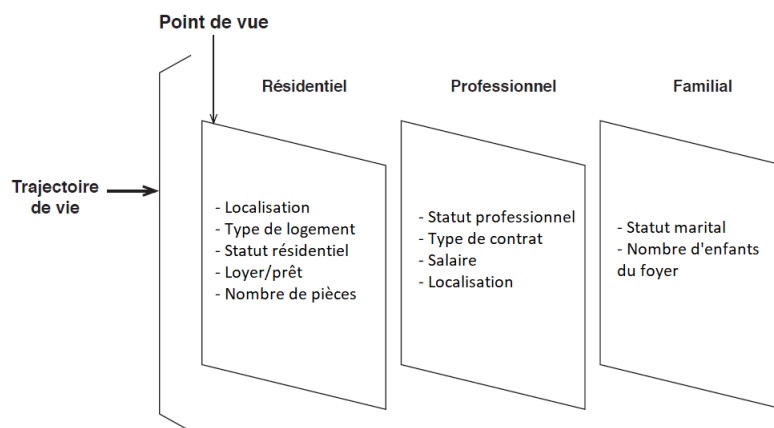 Point de vue
Résidentiel
Professionnel
Familial
Trajectoire
de vie
- Localisation
- Type de logement
- Statut résidentiel
- Loyer/prêt
- Nombre de pièces
- Statut professionnel
- Type de contrat
- Salaire
- Localisation
- Statut marital
- Nombre d'enfants
du foyer